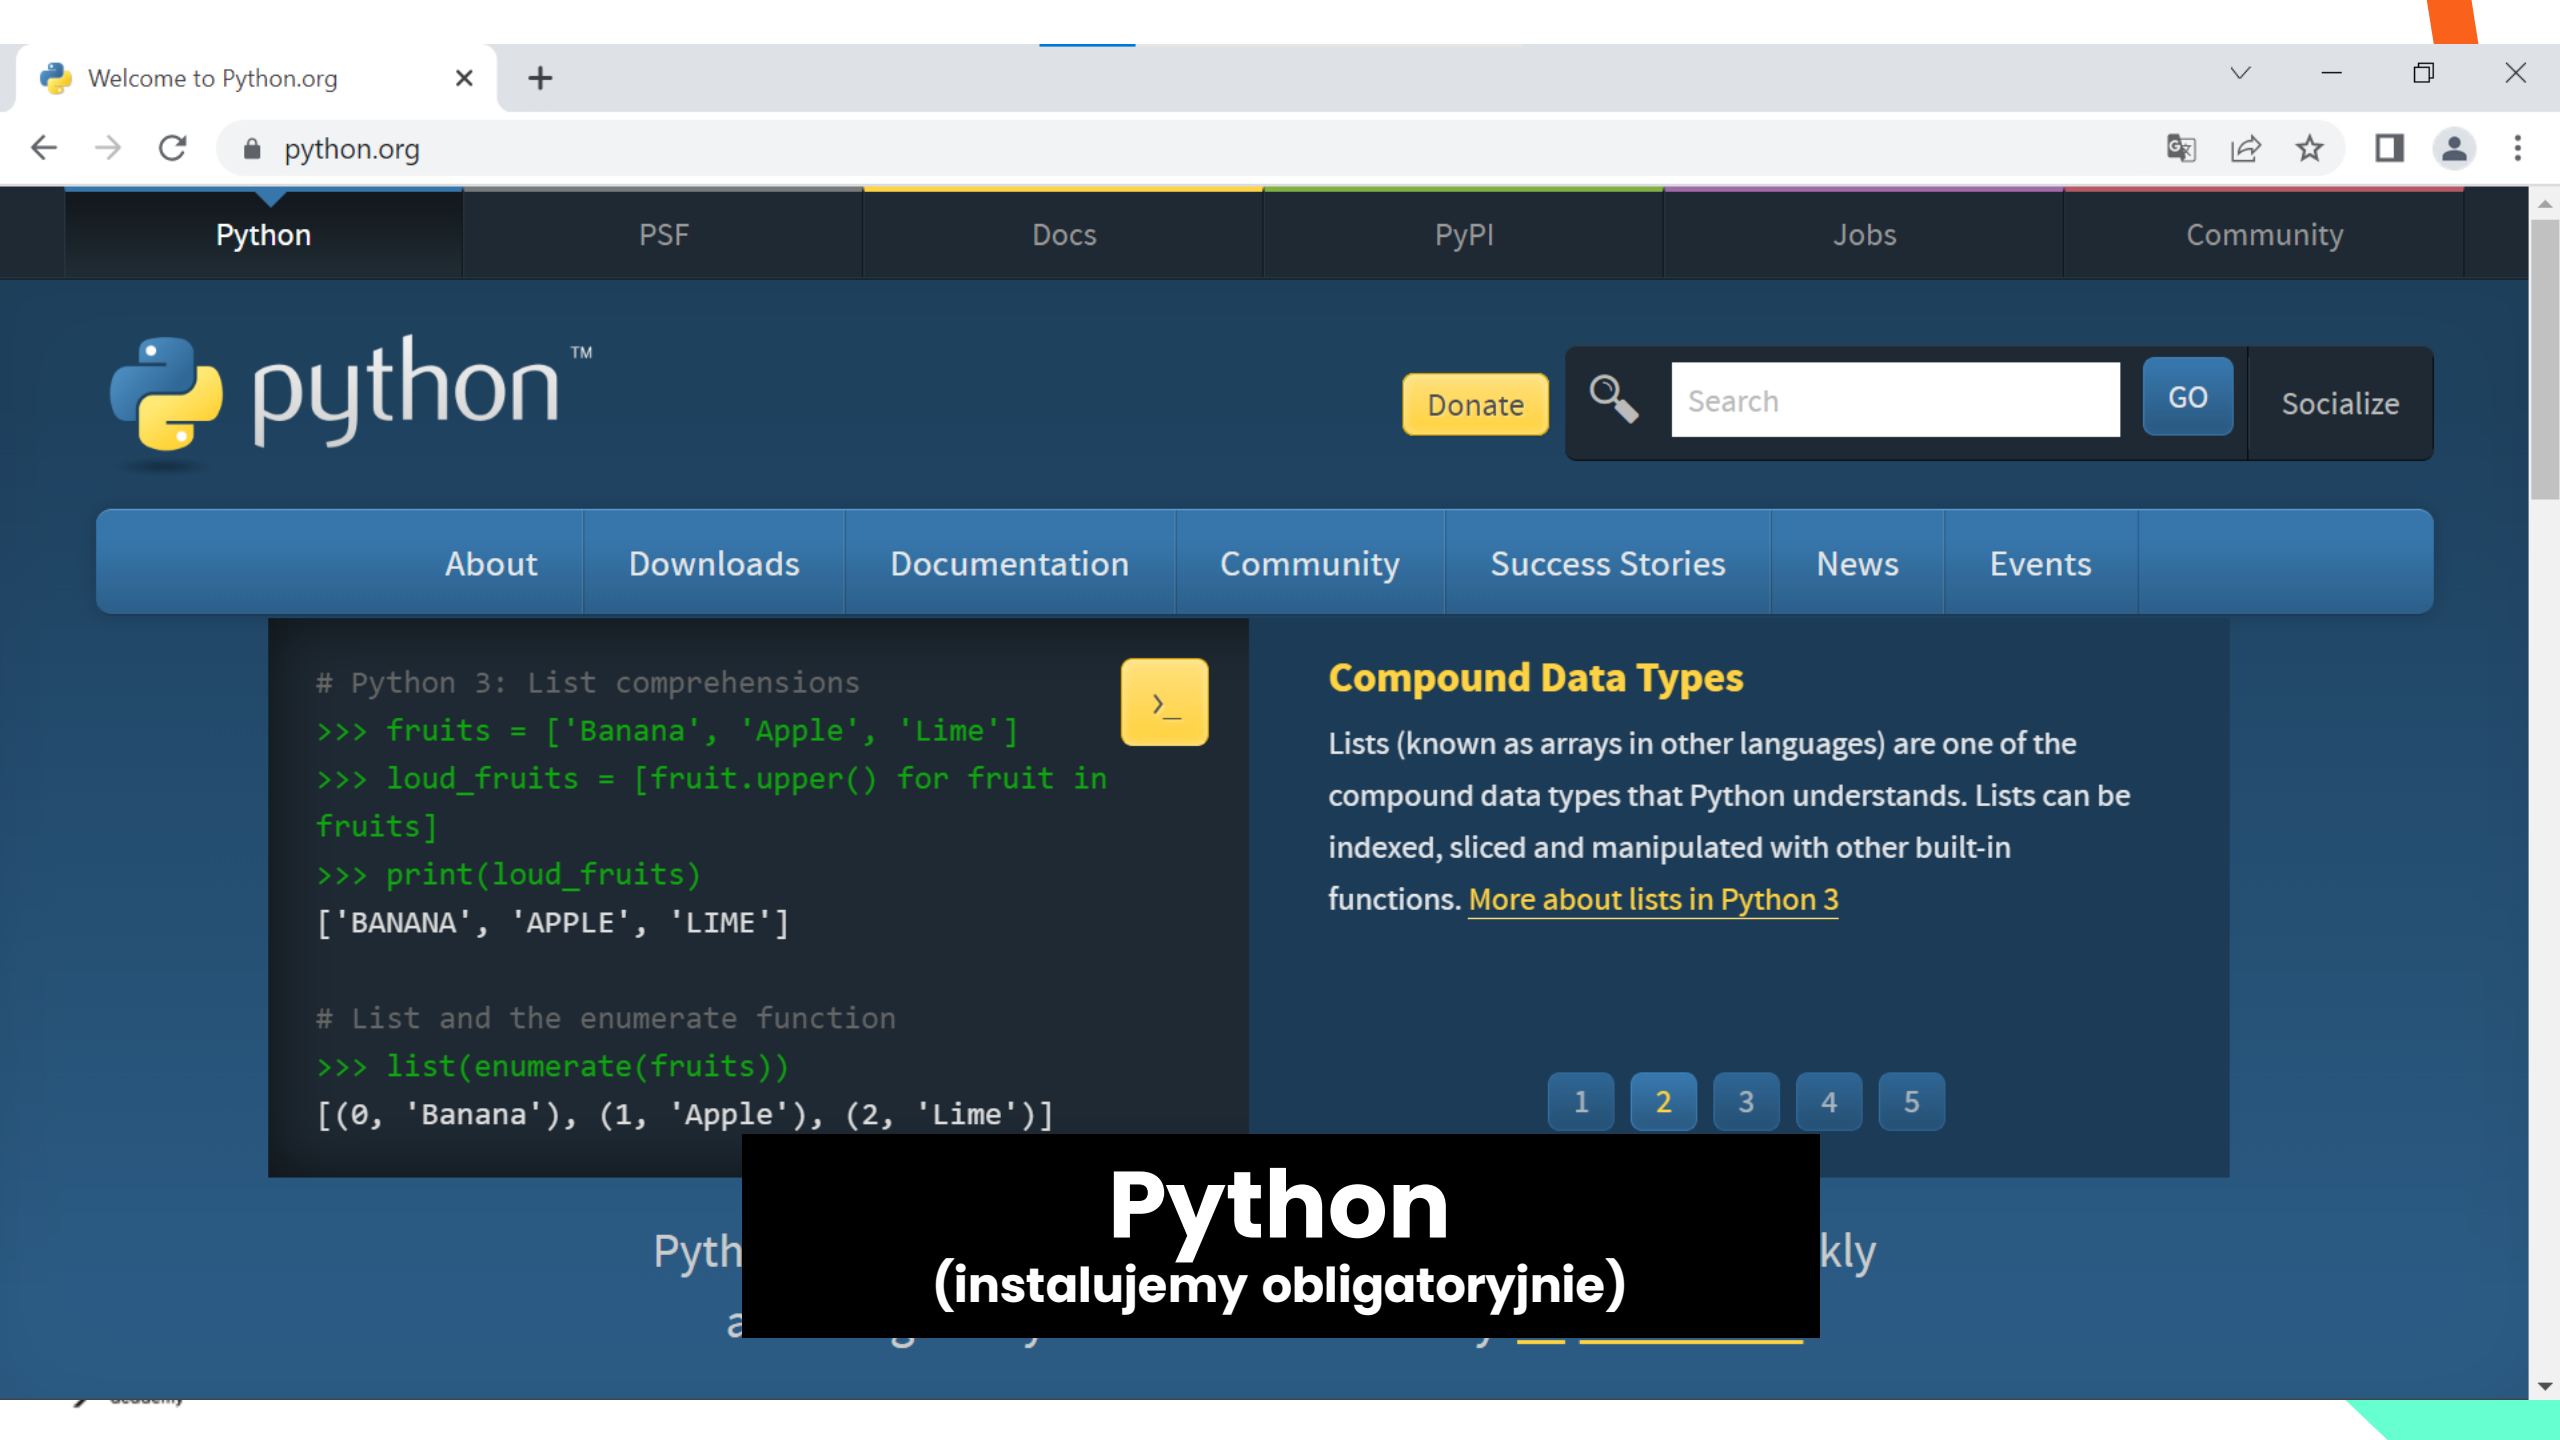 Welcome to Python.org
python.org
Python PSF Docs PyPI Jobs Community
python™
Donate Search GO Socialize
About Downloads Documentation Community Success Stories News Events
# Python 3: List comprehensions
>>> fruits = ['Banana', 'Apple', 'Lime']
>>> loud_fruits = [fruit.upper() for fruit in
fruits]
>>> print(loud_fruits)
['BANANA', 'APPLE', 'LIME']
# List and the enumerate function
>>> list(enumerate(fruits))
[(0, 'Banana'), (1, 'Apple'), (2, 'Lime')]
>_
Compound Data Types
Lists (known as arrays in other languages) are one of the
compound data types that Python understands. Lists can be
indexed, sliced and manipulated with other built-in
functions. More about lists in Python 3
1 2 3 4 5
Python
(instalujemy obligatoryjnie)